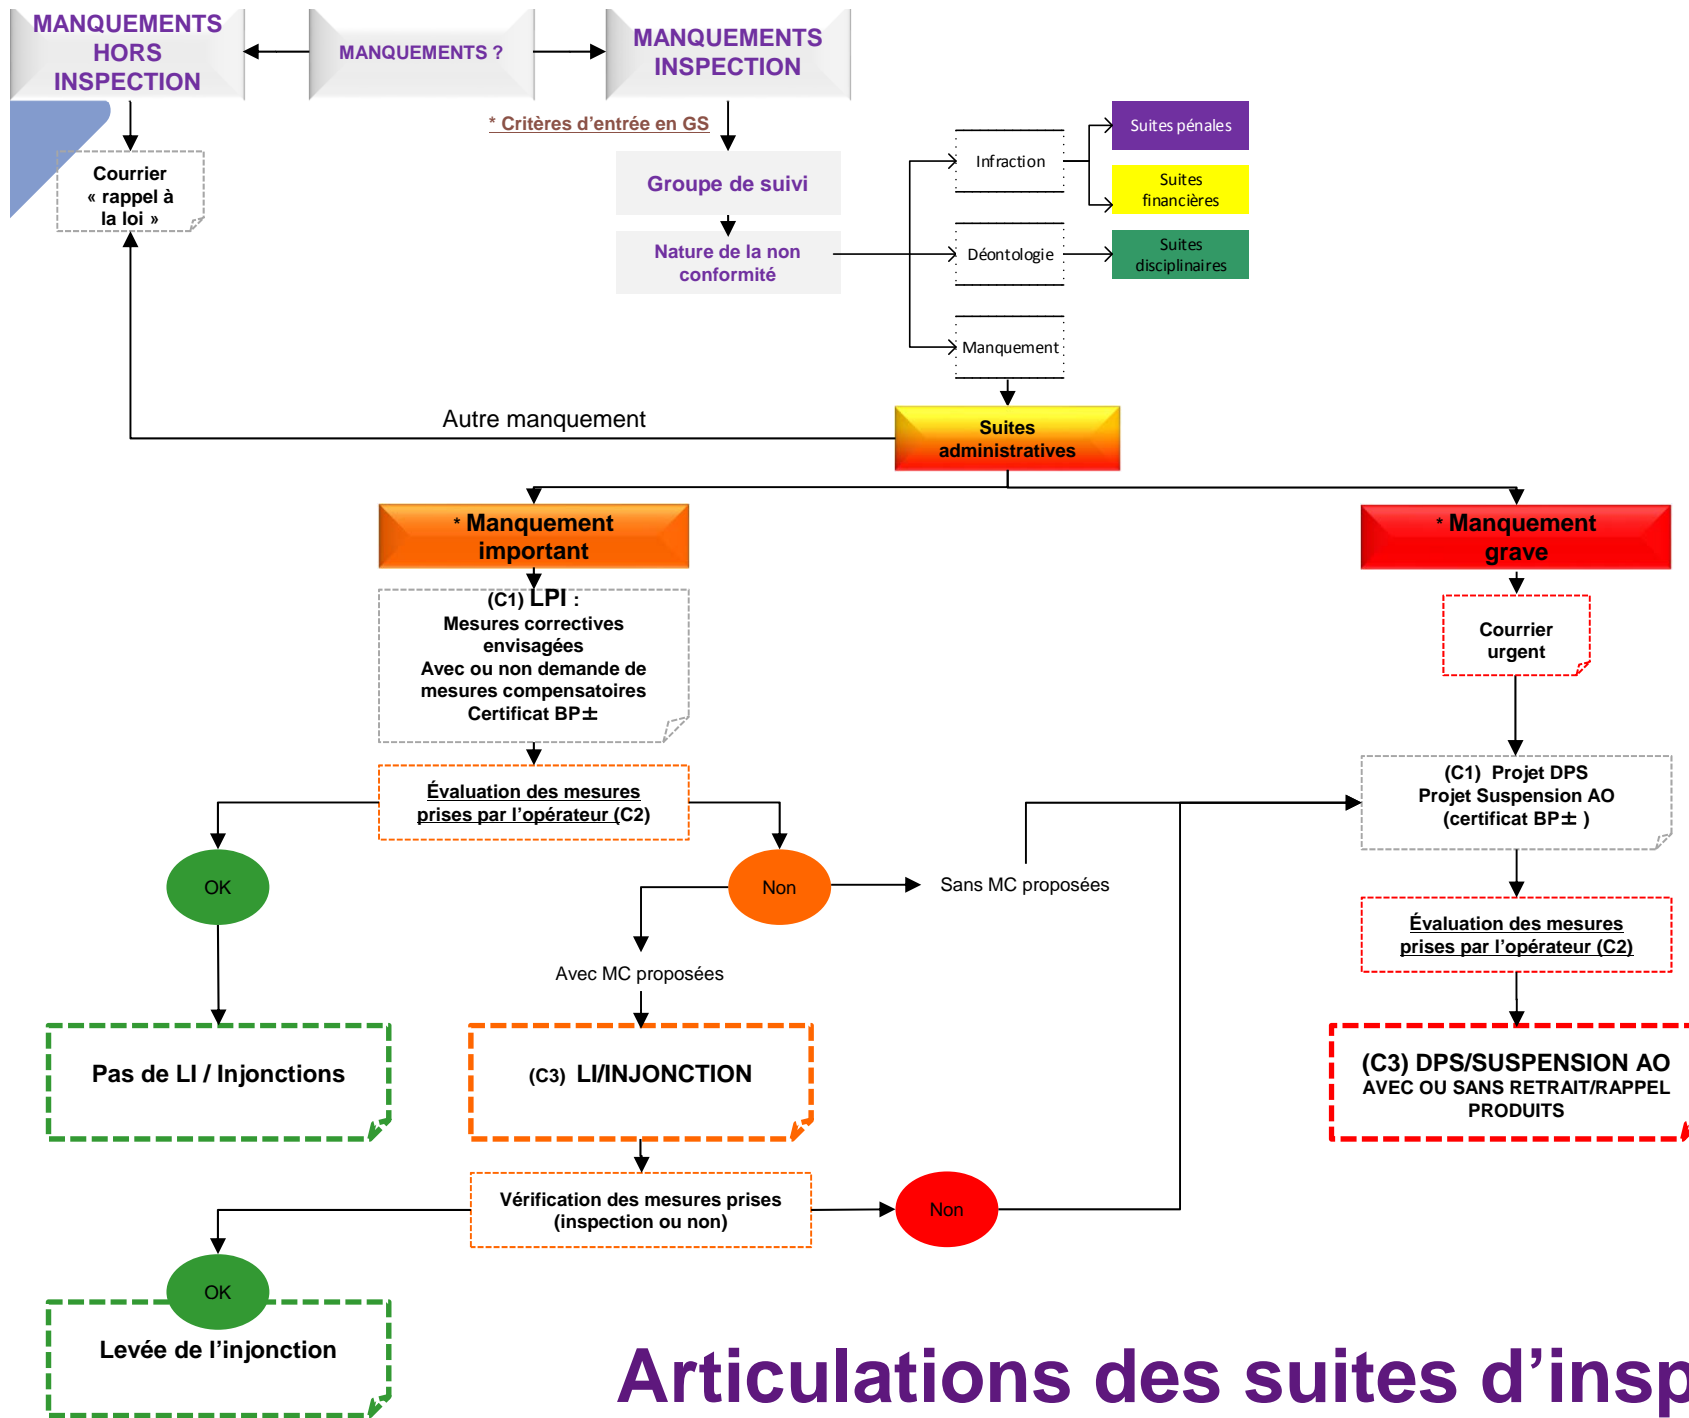 MANQUEMENTS
HORS
INSPECTION
MANQUEMENTS ?
MANQUEMENTS
INSPECTION
* Critères d’entrée en GS
Courrier
« rappel à
la loi »
Groupe de suivi
Nature de la non
conformité
Infraction
Déontologie
Manquement
Suites pénales
Suites
financières
Suites
disciplinaires
Autre manquement
Suites
administratives
* Manquement
important
* Manquement
grave
(C1) LPI :
Mesures correctives
envisagées
Avec ou non demande de
mesures compensatoires
Certificat BP±
Courrier
urgent
Évaluation des mesures
prises par l’opérateur (C2)
(C1) Projet DPS
Projet Suspension AO
(certificat BP± )
OK
Non
Sans MC proposées
Avec MC proposées
Évaluation des mesures
prises par l’opérateur (C2)
Pas de LI / Injonctions
(C3) LI/INJONCTION
(C3) DPS/SUSPENSION AO
AVEC OU SANS RETRAIT/RAPPEL
PRODUITS
Vérification des mesures prises
(inspection ou non)
Non
OK
Levée de l’injonction
Articulations des suites d’insp